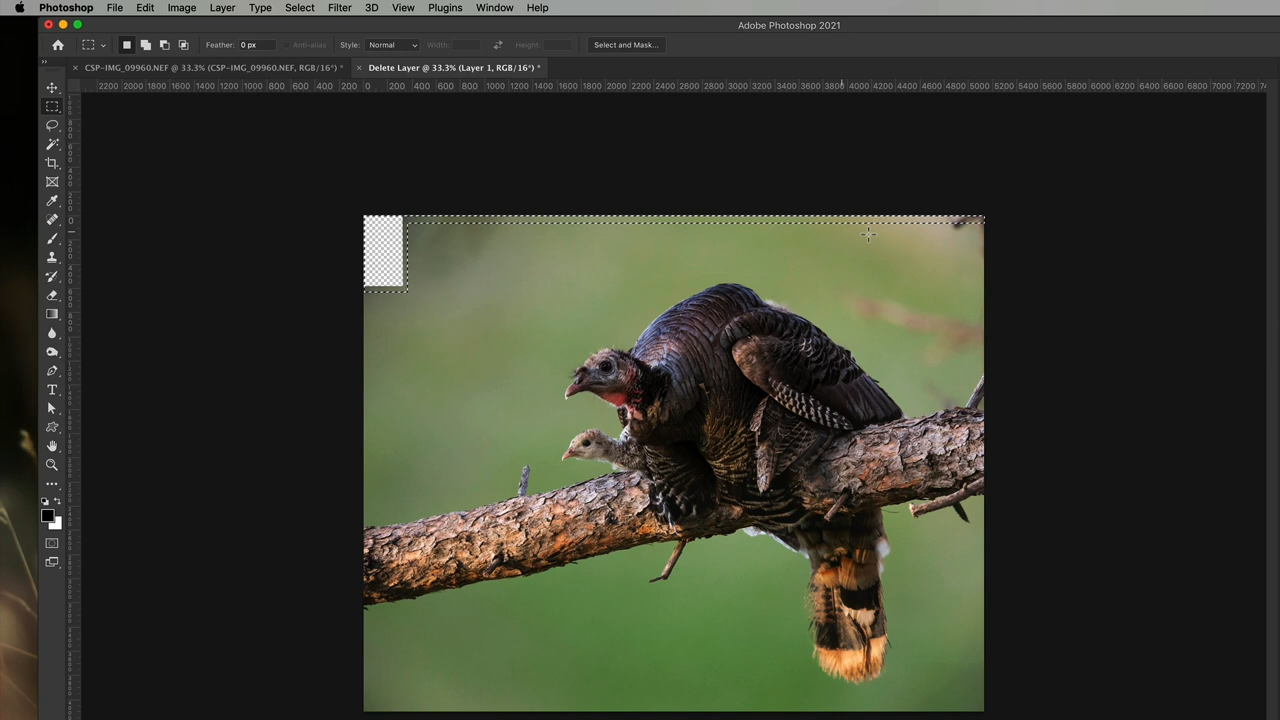 Photoshop File Edit Image Layer Type Select Filter 3D View Plugins Window Help
Adobe Photoshop 2021
Feather: 0 px Anti-alias Style: Normal Width: Height: Select and Mask...
× CSP-IMG_09960.NEF @ 33.3% (CSP-IMG_09960.NEF, RGB/16*) * × Delete Layer @ 33.3% (Layer 1, RGB/16*) *
2200 2000 1800 1600 1400 1200 1000 800 600 400 200 0 200 400 600 800 1000 1200 1400 1600 1800 2000 2200 2400 2600 2800 3000 3200 3400 3600 3800 4000 4200 4400 4600 4800 5000 5200 5400 5600 5800 6000 6200 6400 6600 6800 7000 7200